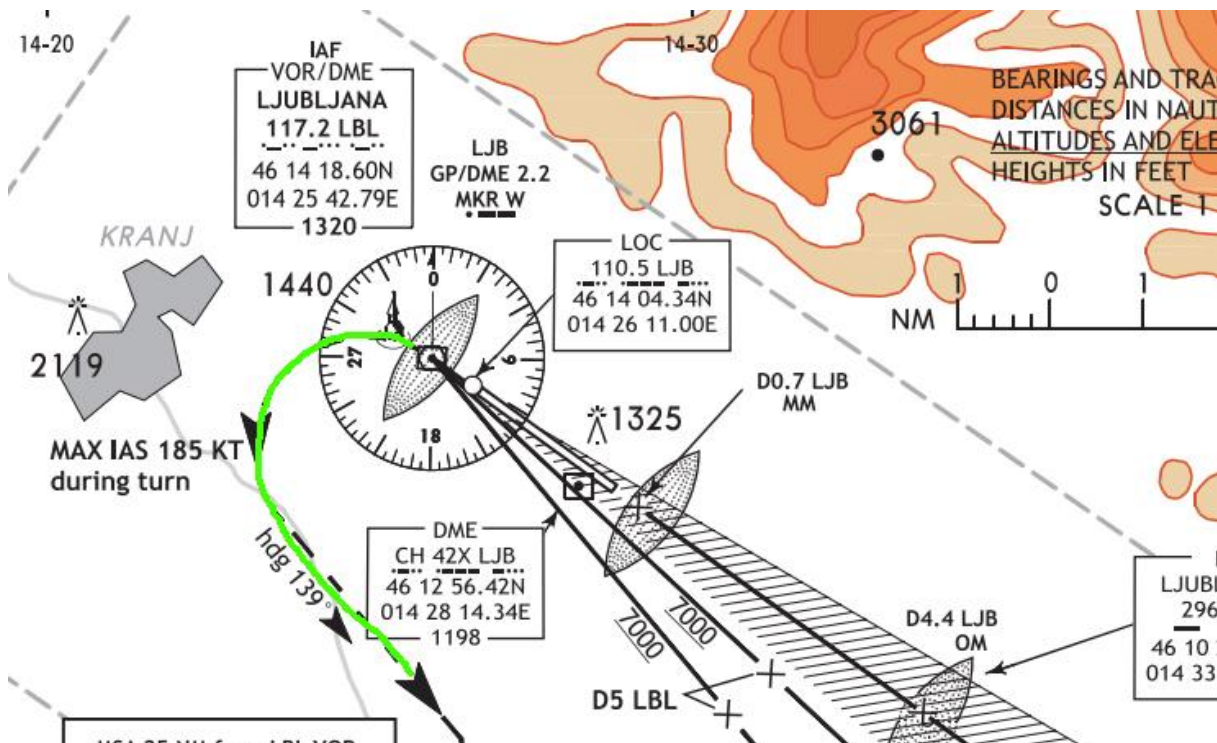 14-20
14-30
IAF
VOR/DME
LJUBLJANA
117.2 LBL
46 14 18.60N
014 25 42.79E
1320
LJB
GP/DME 2.2
MKR W
3061
BEARINGS AND TRA
DISTANCES IN NAUT
ALTITUDES AND ELE
HEIGHTS IN FEET
SCALE 1
1 0 1
NM
KRANJ
2119
1440
0
27
9
18
LOC
110.5 LJB
46 14 04.34N
014 26 11.00E
D0.7 LJB
MM
1325
MAX IAS 185 KT
during turn
hdg 139°
DME
CH 42X LJB
46 12 56.42N
014 28 14.34E
1198
7000
7000
D4.4 LJB
OM
LJUBL
296
46 10
014 33
D5 LBL